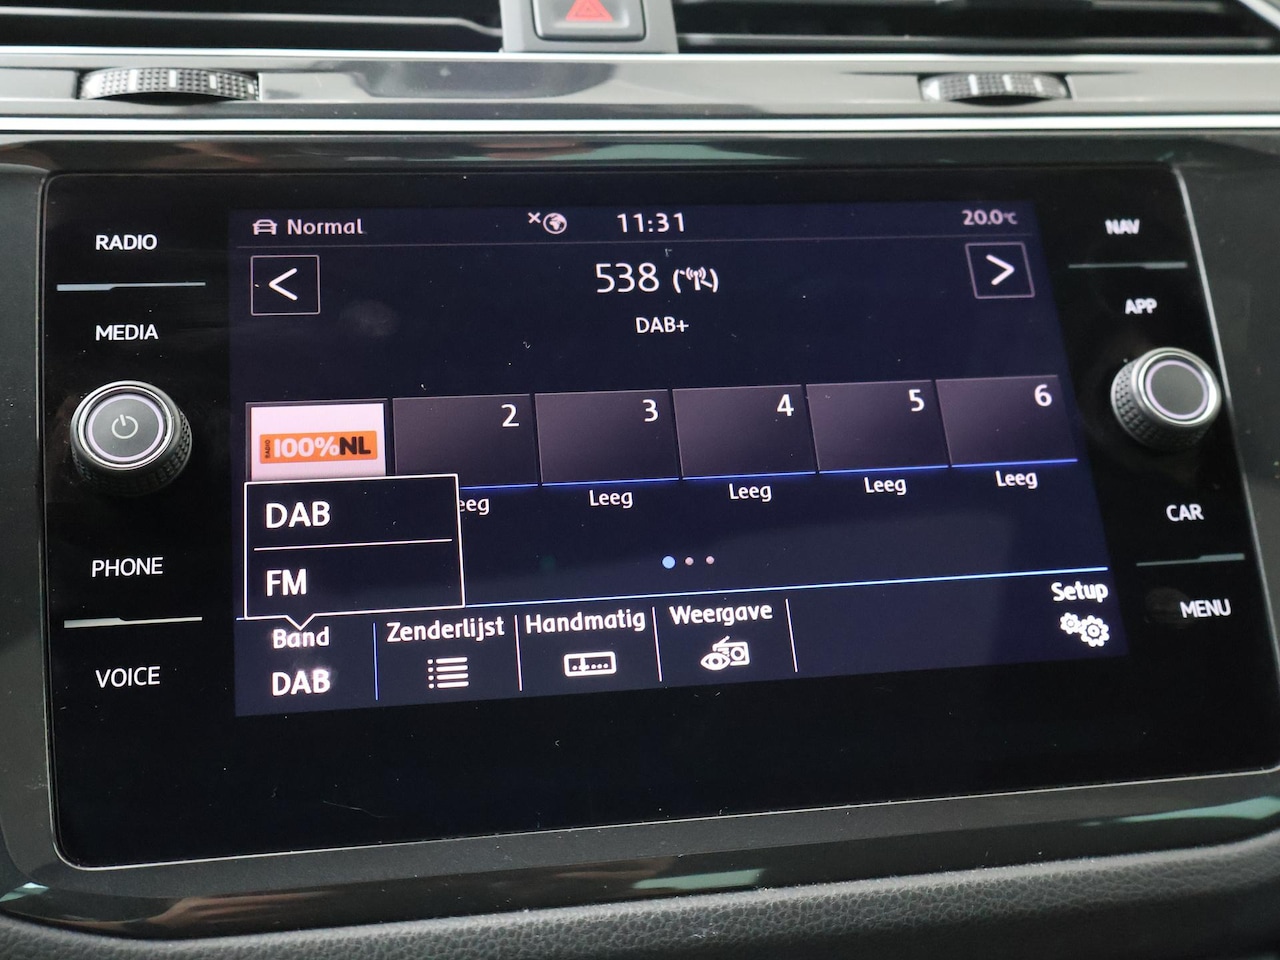 RADIO
MEDIA
PHONE
VOICE
Normal
11:31
20.0°C
538
DAB+
RADIO 100%NL
2
3
4
5
6
eeg
Leeg
Leeg
Leeg
Leeg
DAB
FM
Band
DAB
Zenderlijst
Handmatig
Weergave
Setup
NAV
APP
CAR
MENU